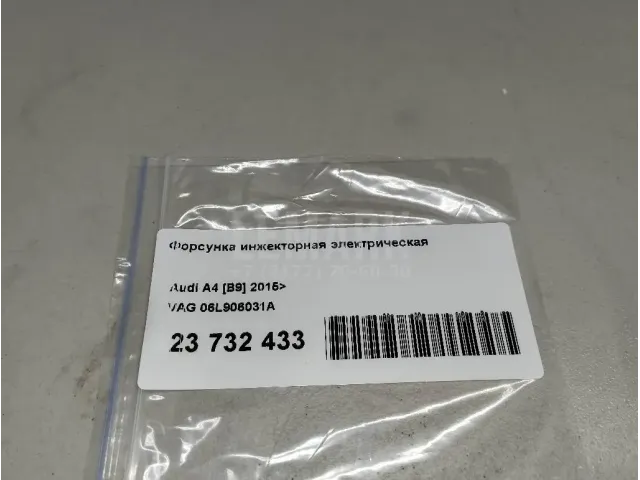 Форсунка инжекторная электрическая
Audi A4 [B9] 2015>
VAG 06L906031A
23 732 433